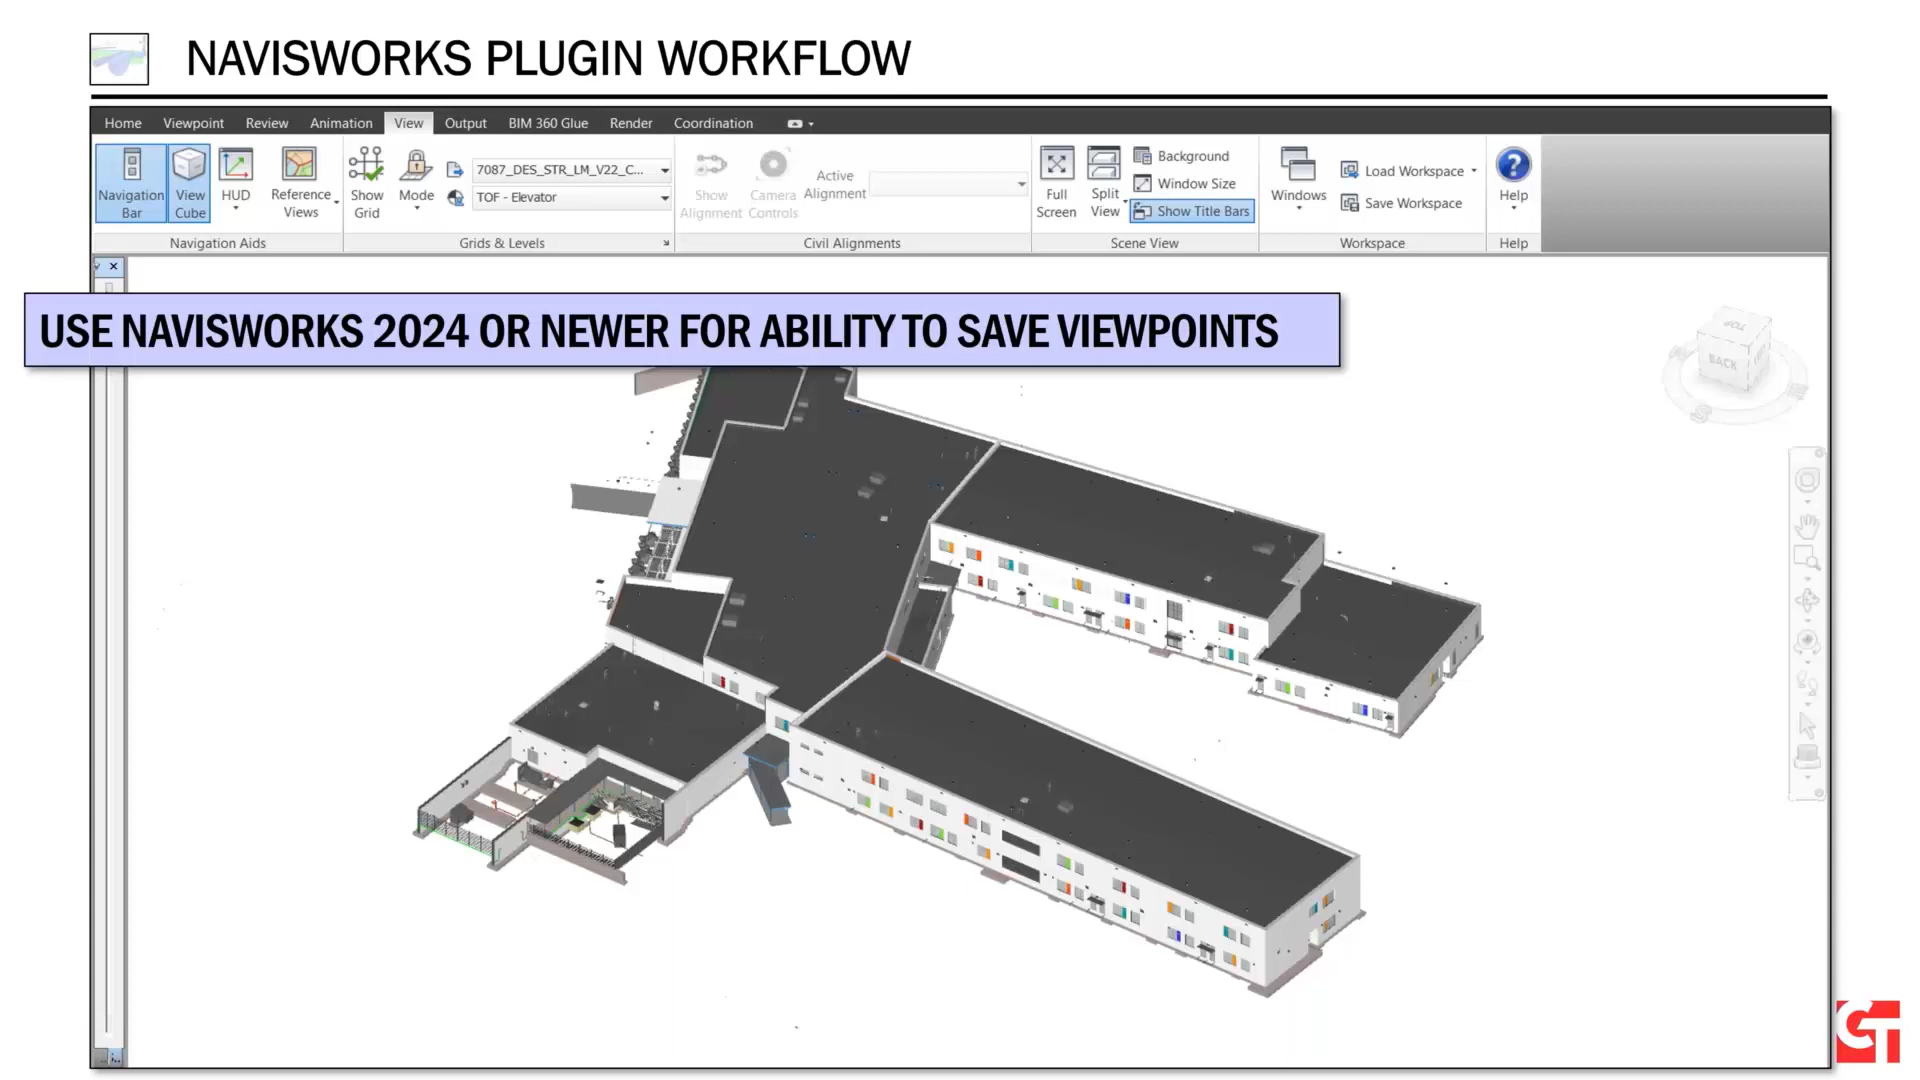 NAVISWORKS PLUGIN WORKFLOW
Home Viewpoint Review Animation View Output BIM 360 Glue Render Coordination
Navigation Bar
View Cube
HUD
Reference Views
Show Grid
Mode
7087_DES_STR_LM_V22_C...
TOF - Elevator
Show Alignment
Camera Controls
Active Alignment
Full Screen
Split View
Background
Window Size
Show Title Bars
Windows
Load Workspace
Save Workspace
Help
Navigation Aids Grids & Levels Civil Alignments Scene View Workspace Help
USE NAVISWORKS 2024 OR NEWER FOR ABILITY TO SAVE VIEWPOINTS
TOP
BACK
S